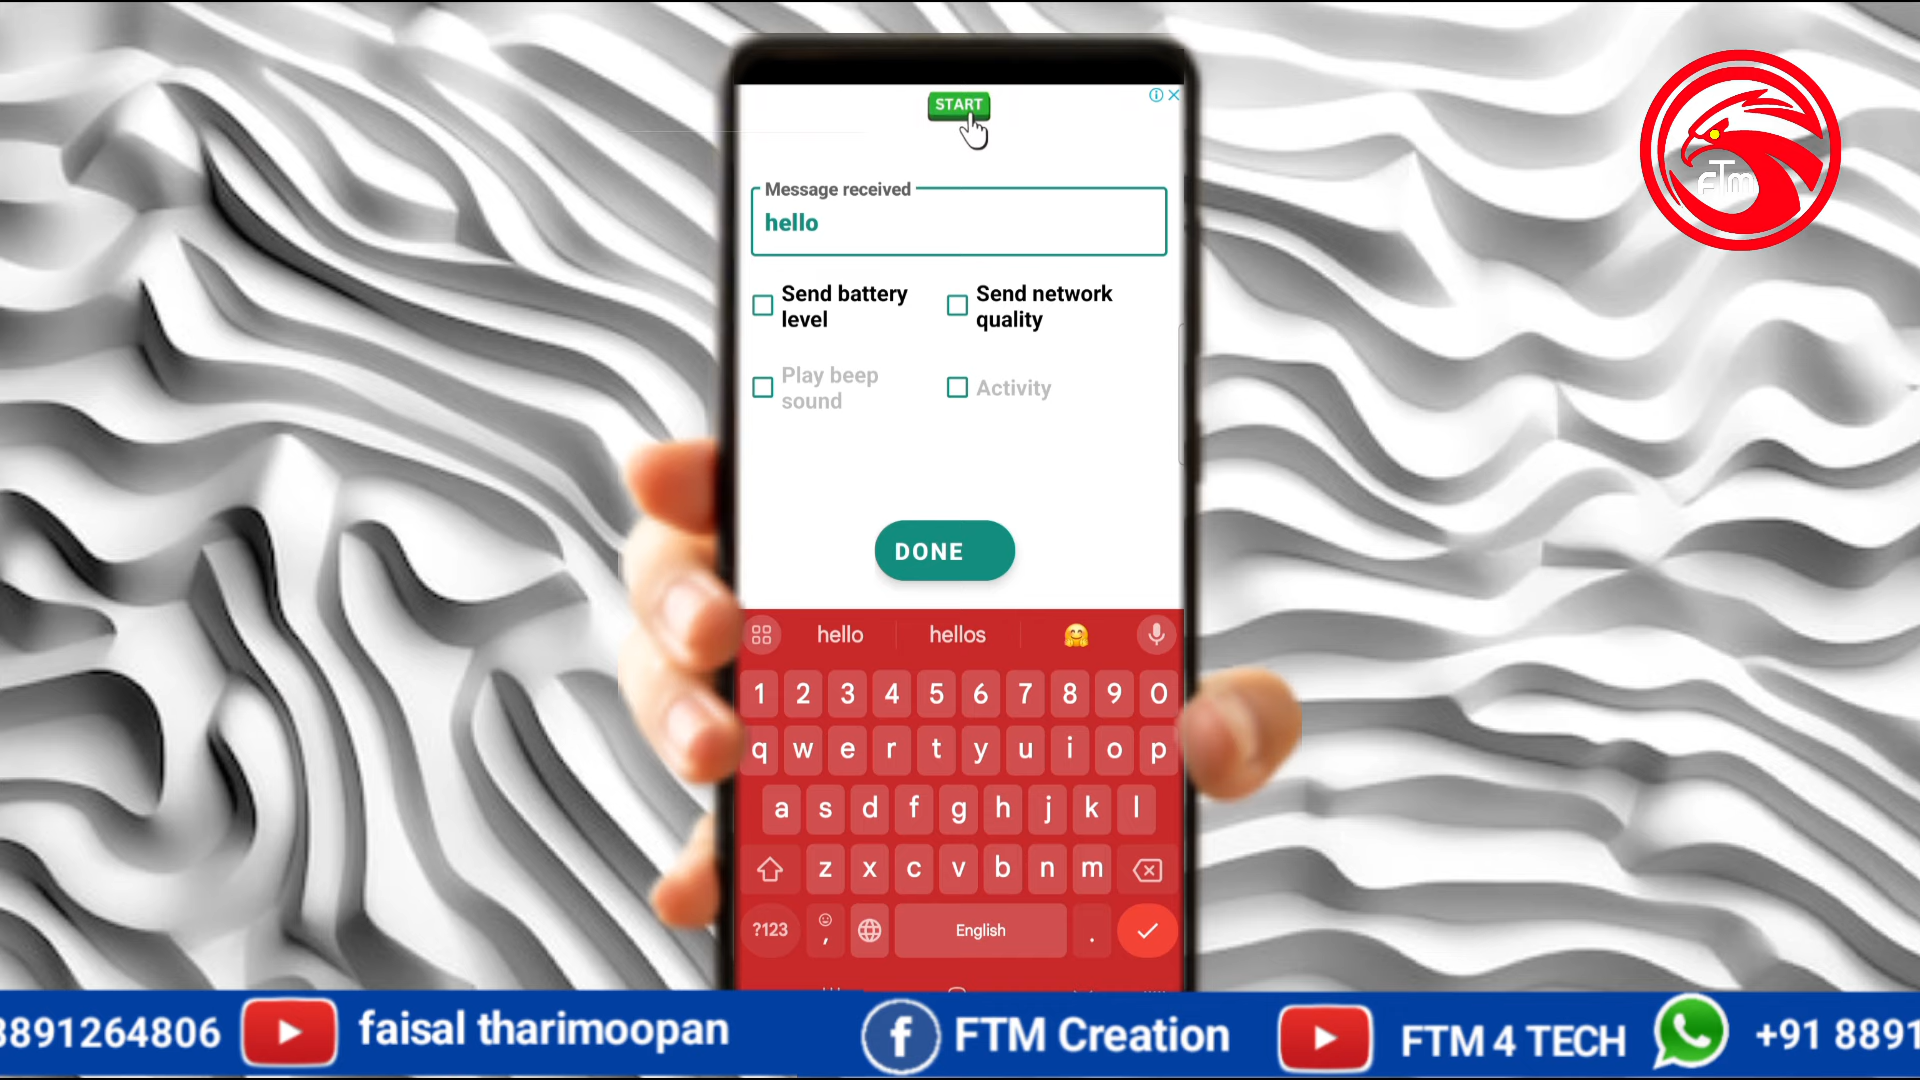 START
Message received
hello
Send battery
level
Send network
quality
Play beep
sound
Activity
DONE
hello hellos
1 2 3 4 5 6 7 8 9 0
q w e r t y u i o p
a s d f g h j k l
z x c v b n m
?123 , English .
FTM
8891264806 faisal tharimoopan FTM Creation FTM 4 TECH +91 8891